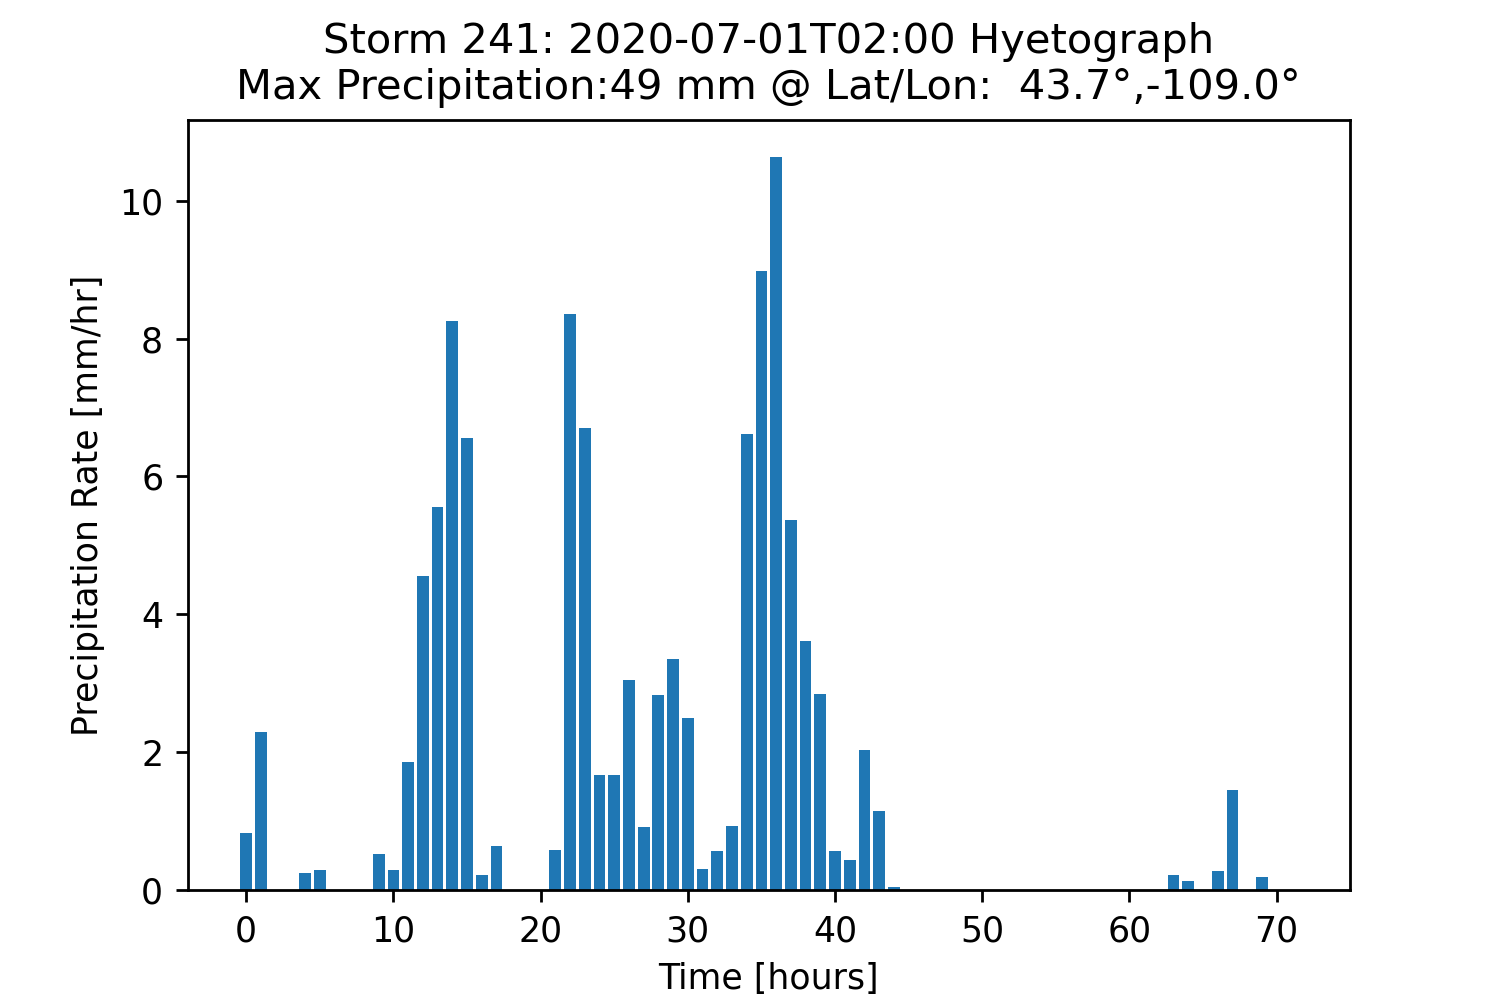 Storm 241: 2020-07-01T02:00 Hyetograph
Max Precipitation:49 mm @ Lat/Lon:  43.7°,-109.0°
Precipitation Rate [mm/hr]
10
8
6
4
2
0
0 10 20 30 40 50 60 70
Time [hours]